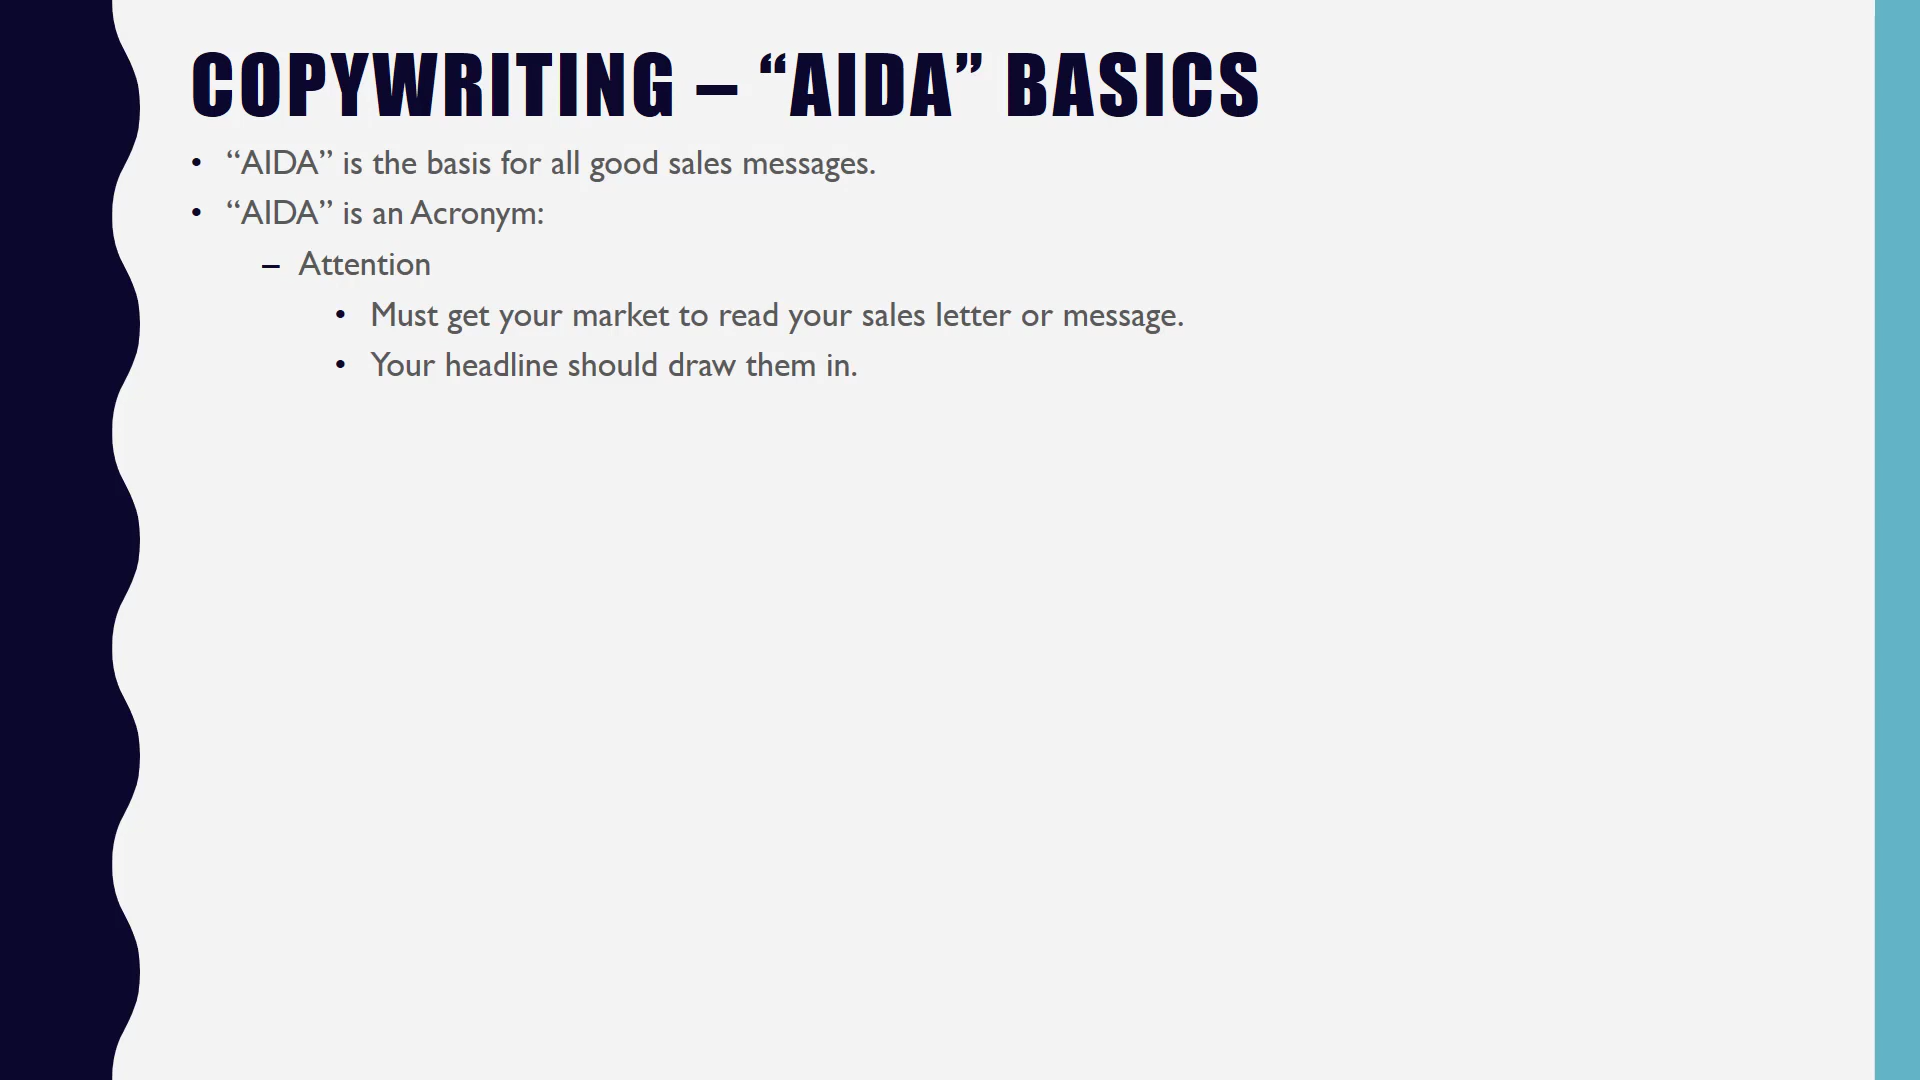 COPYWRITING – “AIDA” BASICS
• “AIDA” is the basis for all good sales messages.
• “AIDA” is an Acronym:
– Attention
• Must get your market to read your sales letter or message.
• Your headline should draw them in.